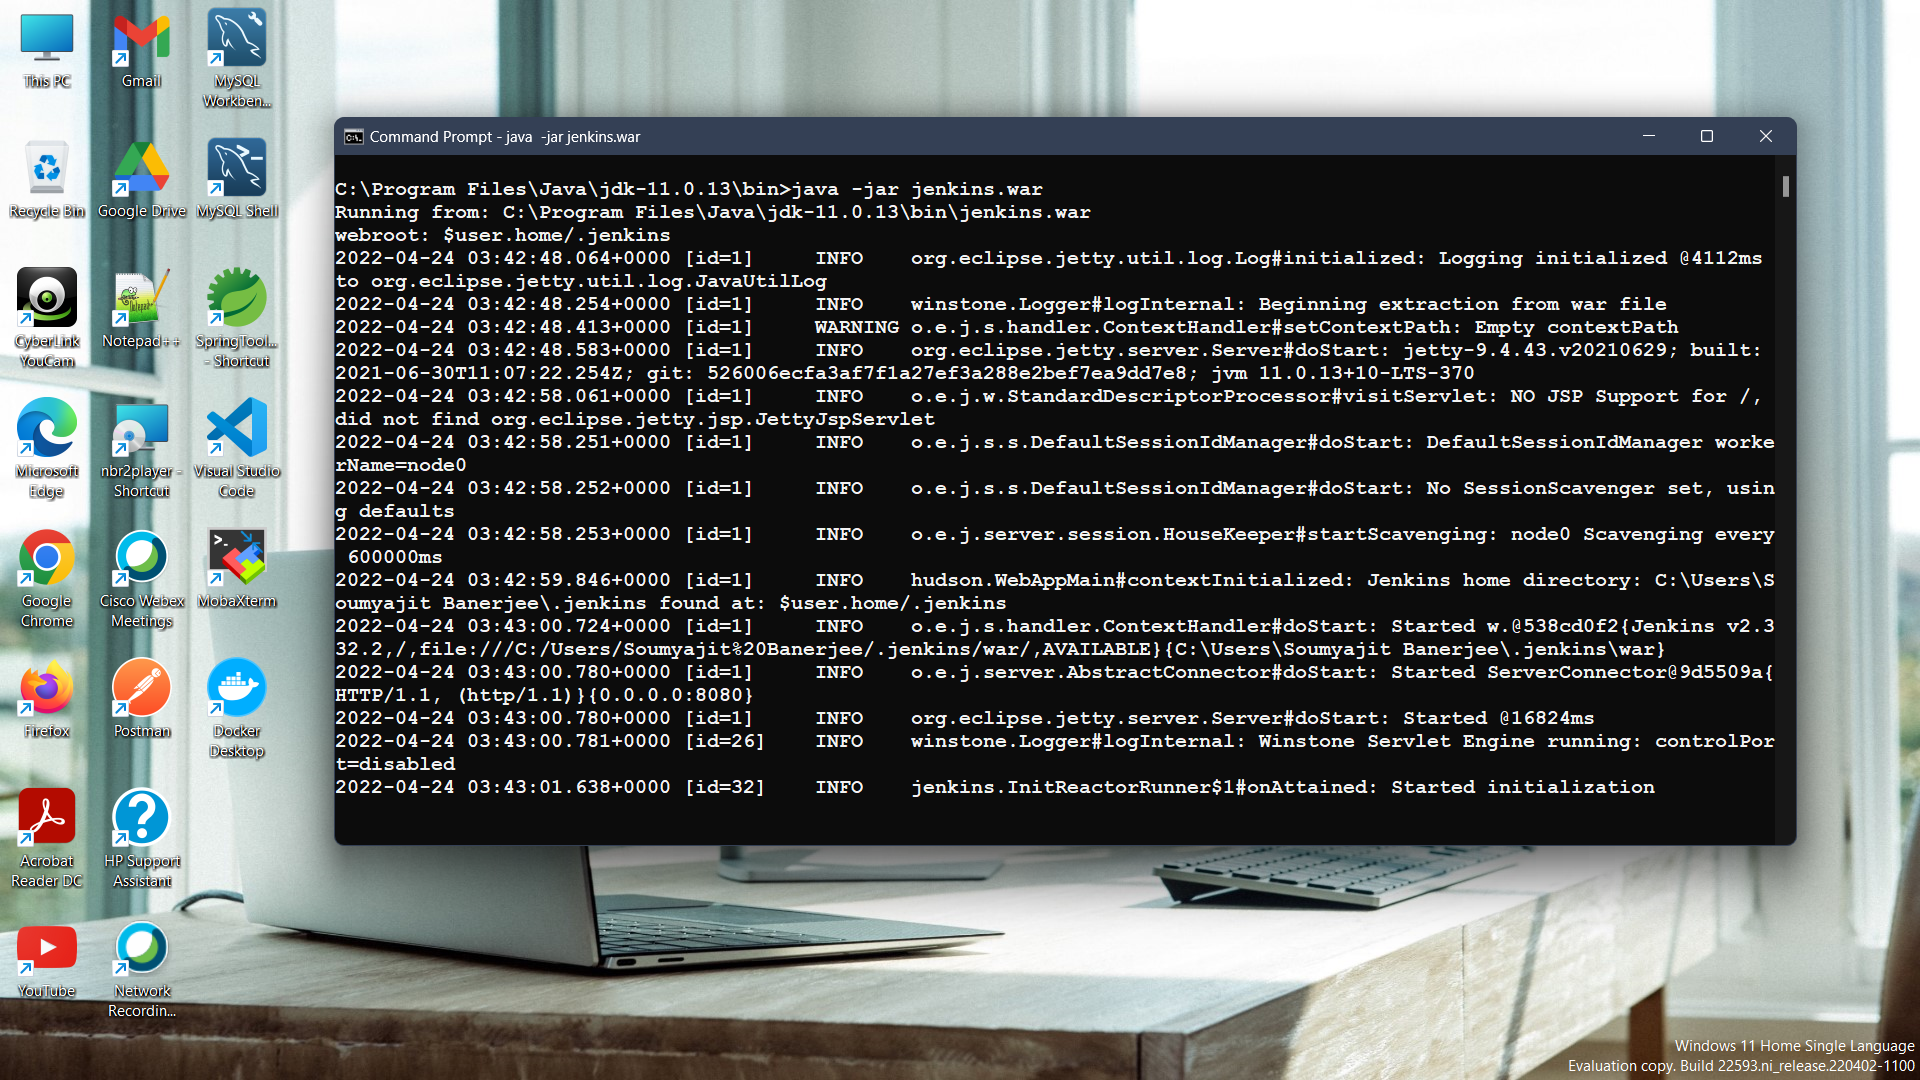 This PC
Gmail
MySQL
Workben...
Recycle Bin
Google Drive
MySQL Shell
CyberLink
YouCam
Notepad++
SpringTool...
- Shortcut
Microsoft
Edge
nbr2player -
Shortcut
Visual Studio
Code
Google
Chrome
Cisco Webex
Meetings
MobaXterm
Firefox
Postman
Docker
Desktop
Acrobat
Reader DC
HP Support
Assistant
YouTube
Network
Recordin...
Command Prompt - java  -jar jenkins.war
C:\Program Files\Java\jdk-11.0.13\bin>java -jar jenkins.war
Running from: C:\Program Files\Java\jdk-11.0.13\bin\jenkins.war
webroot: $user.home/.jenkins
2022-04-24 03:42:48.064+0000 [id=1]     INFO    org.eclipse.jetty.util.log.Log#initialized: Logging initialized @4112ms
to org.eclipse.jetty.util.log.JavaUtilLog
2022-04-24 03:42:48.254+0000 [id=1]     INFO    winstone.Logger#logInternal: Beginning extraction from war file
2022-04-24 03:42:48.413+0000 [id=1]     WARNING o.e.j.s.handler.ContextHandler#setContextPath: Empty contextPath
2022-04-24 03:42:48.583+0000 [id=1]     INFO    org.eclipse.jetty.server.Server#doStart: jetty-9.4.43.v20210629; built:
2021-06-30T11:07:22.254Z; git: 526006ecfa3af7f1a27ef3a288e2bef7ea9dd7e8; jvm 11.0.13+10-LTS-370
2022-04-24 03:42:58.061+0000 [id=1]     INFO    o.e.j.w.StandardDescriptorProcessor#visitServlet: NO JSP Support for /,
did not find org.eclipse.jetty.jsp.JettyJspServlet
2022-04-24 03:42:58.251+0000 [id=1]     INFO    o.e.j.s.s.DefaultSessionIdManager#doStart: DefaultSessionIdManager worke
rName=node0
2022-04-24 03:42:58.252+0000 [id=1]     INFO    o.e.j.s.s.DefaultSessionIdManager#doStart: No SessionScavenger set, usin
g defaults
2022-04-24 03:42:58.253+0000 [id=1]     INFO    o.e.j.server.session.HouseKeeper#startScavenging: node0 Scavenging every
 600000ms
2022-04-24 03:42:59.846+0000 [id=1]     INFO    hudson.WebAppMain#contextInitialized: Jenkins home directory: C:\Users\S
oumyajit Banerjee\.jenkins found at: $user.home/.jenkins
2022-04-24 03:43:00.724+0000 [id=1]     INFO    o.e.j.s.handler.ContextHandler#doStart: Started w.@538cd0f2{Jenkins v2.3
32.2,/,file:///C:/Users/Soumyajit%20Banerjee/.jenkins/war/,AVAILABLE}{C:\Users\Soumyajit Banerjee\.jenkins\war}
2022-04-24 03:43:00.780+0000 [id=1]     INFO    o.e.j.server.AbstractConnector#doStart: Started ServerConnector@9d5509a{
HTTP/1.1, (http/1.1)}{0.0.0.0:8080}
2022-04-24 03:43:00.780+0000 [id=1]     INFO    org.eclipse.jetty.server.Server#doStart: Started @16824ms
2022-04-24 03:43:00.781+0000 [id=26]    INFO    winstone.Logger#logInternal: Winstone Servlet Engine running: controlPor
t=disabled
2022-04-24 03:43:01.638+0000 [id=32]    INFO    jenkins.InitReactorRunner$1#onAttained: Started initialization
Windows 11 Home Single Language
Evaluation copy. Build 22593.ni_release.220402-1100